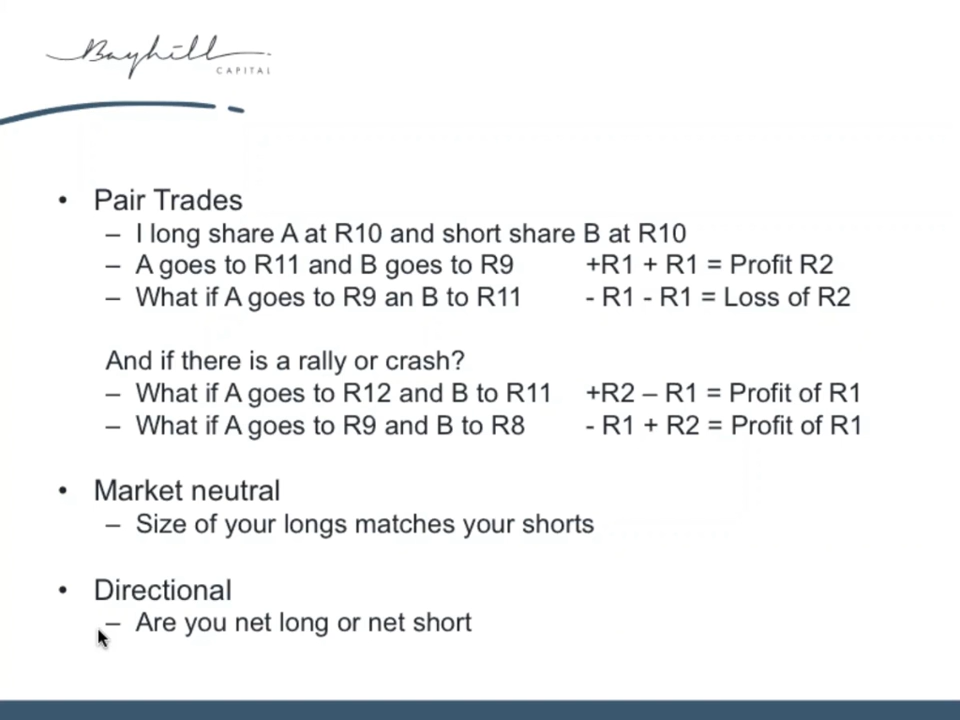 Bayhill
CAPITAL
• Pair Trades
– I long share A at R10 and short share B at R10
– A goes to R11 and B goes to R9 +R1 + R1 = Profit R2
– What if A goes to R9 an B to R11 - R1 - R1 = Loss of R2
And if there is a rally or crash?
– What if A goes to R12 and B to R11 +R2 – R1 = Profit of R1
– What if A goes to R9 and B to R8 - R1 + R2 = Profit of R1
• Market neutral
– Size of your longs matches your shorts
• Directional
– Are you net long or net short